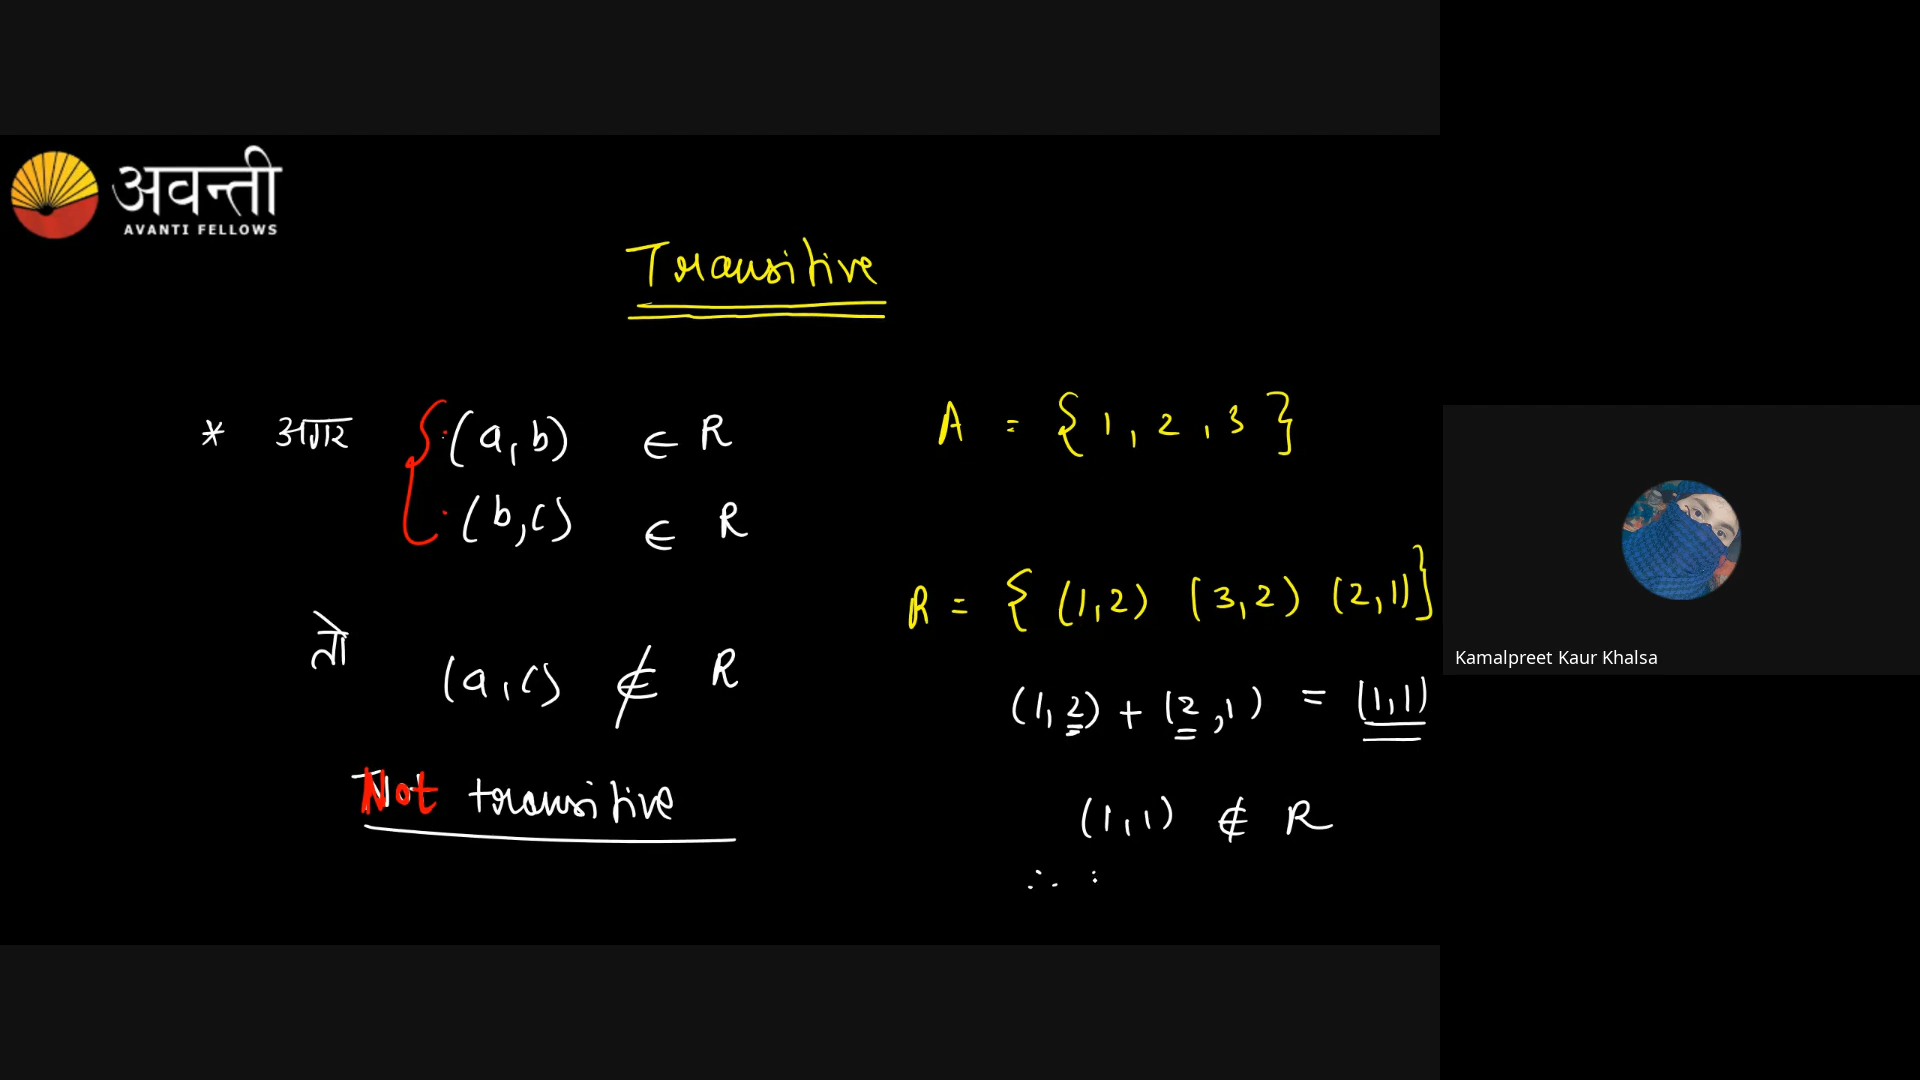 अवन्ती
AVANTI FELLOWS
Transitive
* अगर (a,b) ∈ R
(b,c) ∈ R
तो (a,c) ∉ R
Not transitive
A = {1, 2, 3}
R = { (1,2) (3,2) (2,1)}
(1,2) + (2,1) = (1,1)
(1,1) ∉ R
∴ :
Kamalpreet Kaur Khalsa